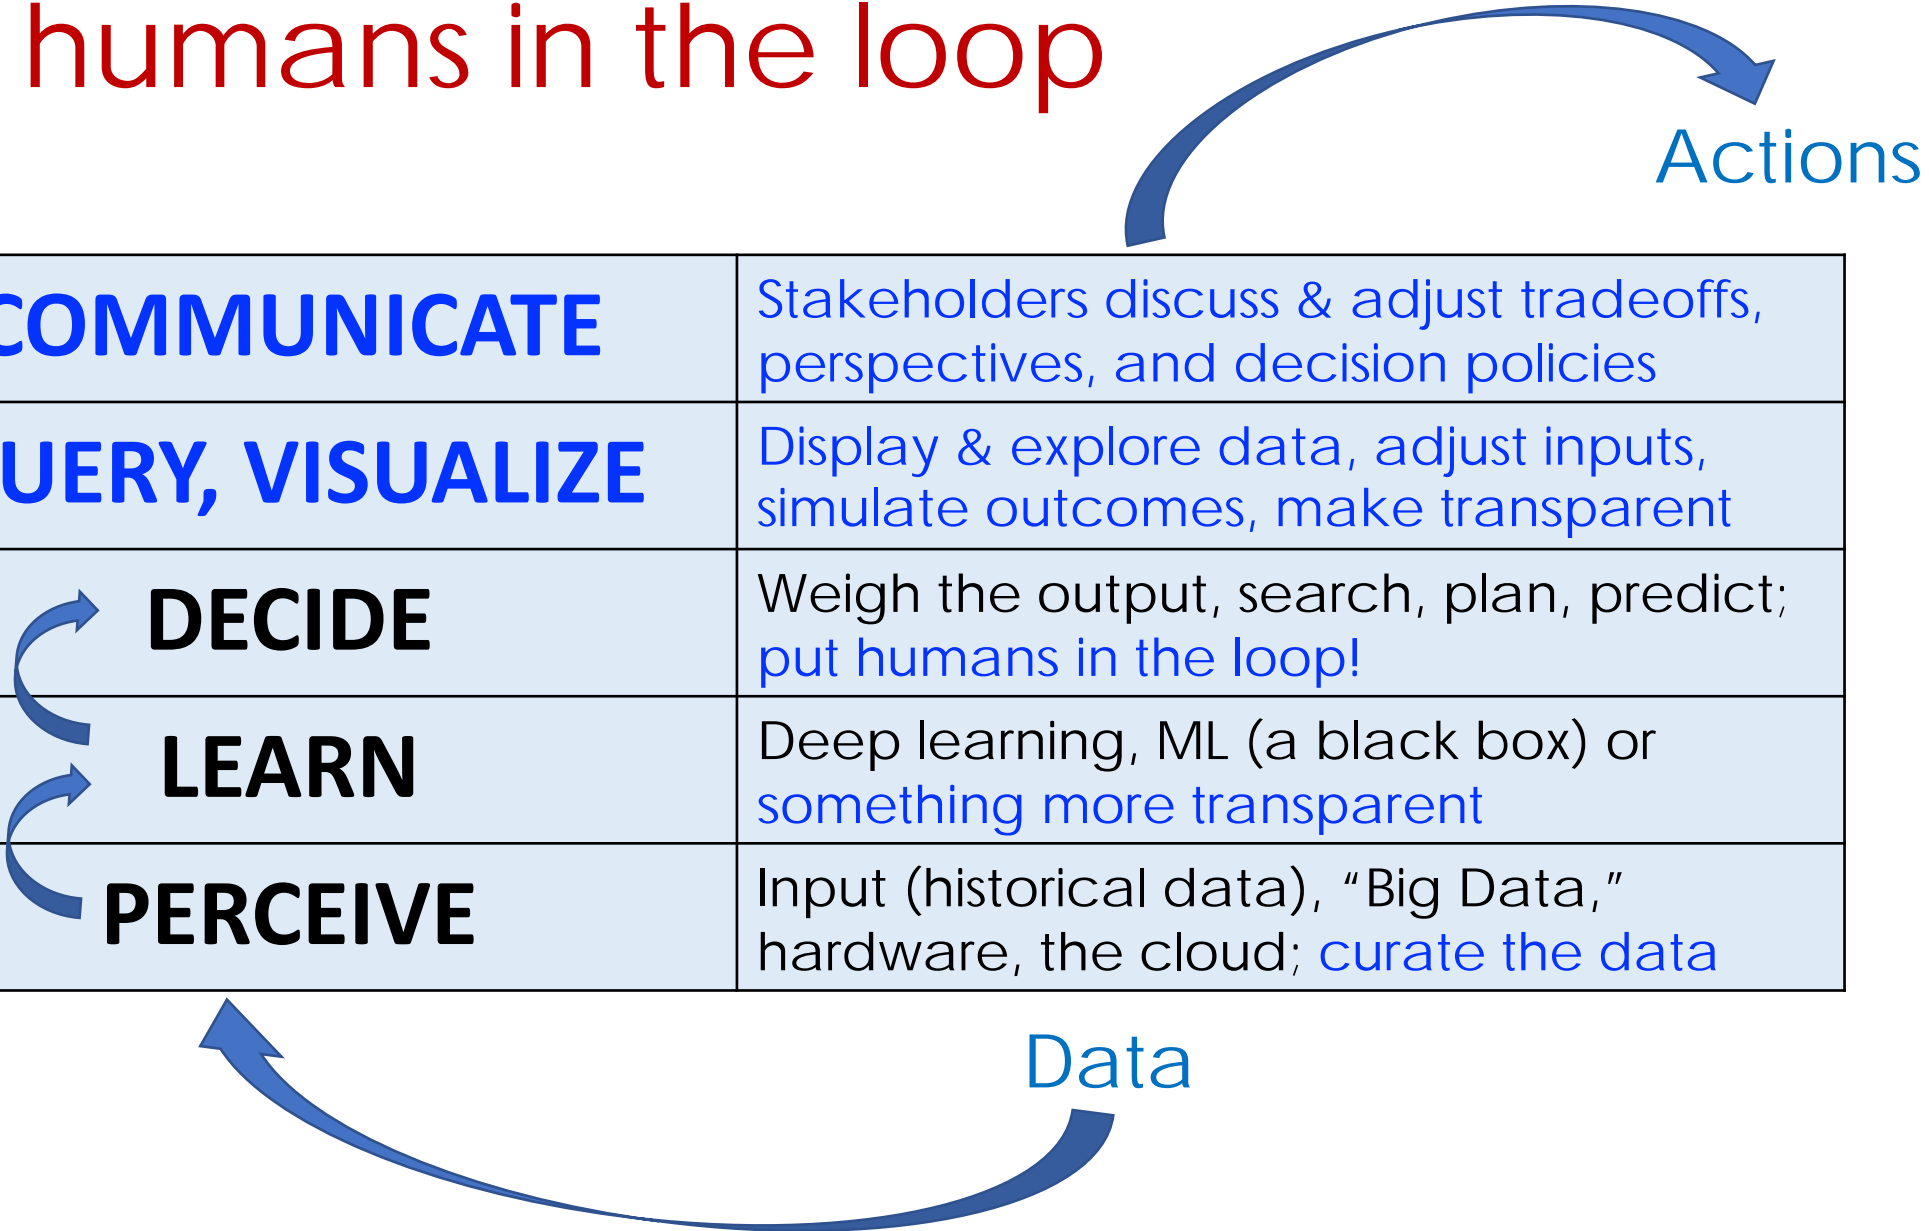 humans in the loop
Actions
COMMUNICATE
Stakeholders discuss & adjust tradeoffs,
perspectives, and decision policies
UERY, VISUALIZE
Display & explore data, adjust inputs,
simulate outcomes, make transparent
DECIDE
Weigh the output, search, plan, predict;
put humans in the loop!
LEARN
Deep learning, ML (a black box) or
something more transparent
PERCEIVE
Input (historical data), “Big Data,”
hardware, the cloud; curate the data
Data